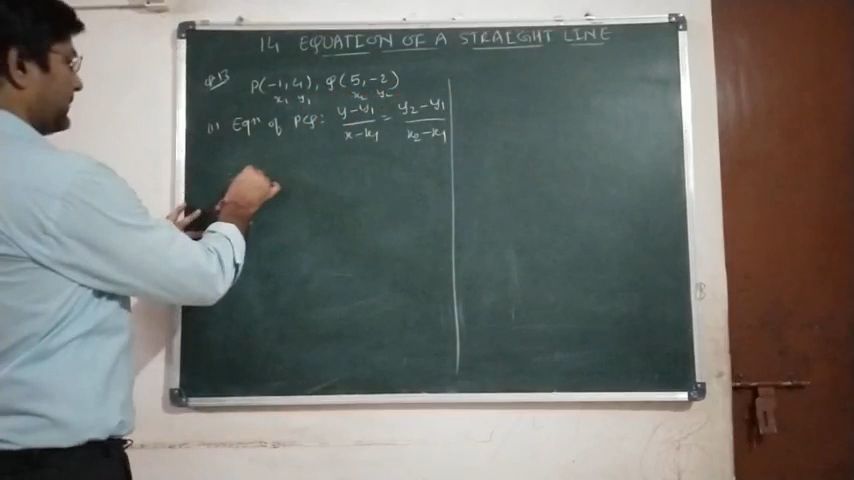 14 EQUATION OF A STRAIGHT LINE
Q 13
P(-1, 4), Q(5, -2)
x₁ y₁ x₂ y₂
(i) Eqⁿ of PQ: (y-y₁)/(x-x₁) = (y₂-y₁)/(x₂-x₁)